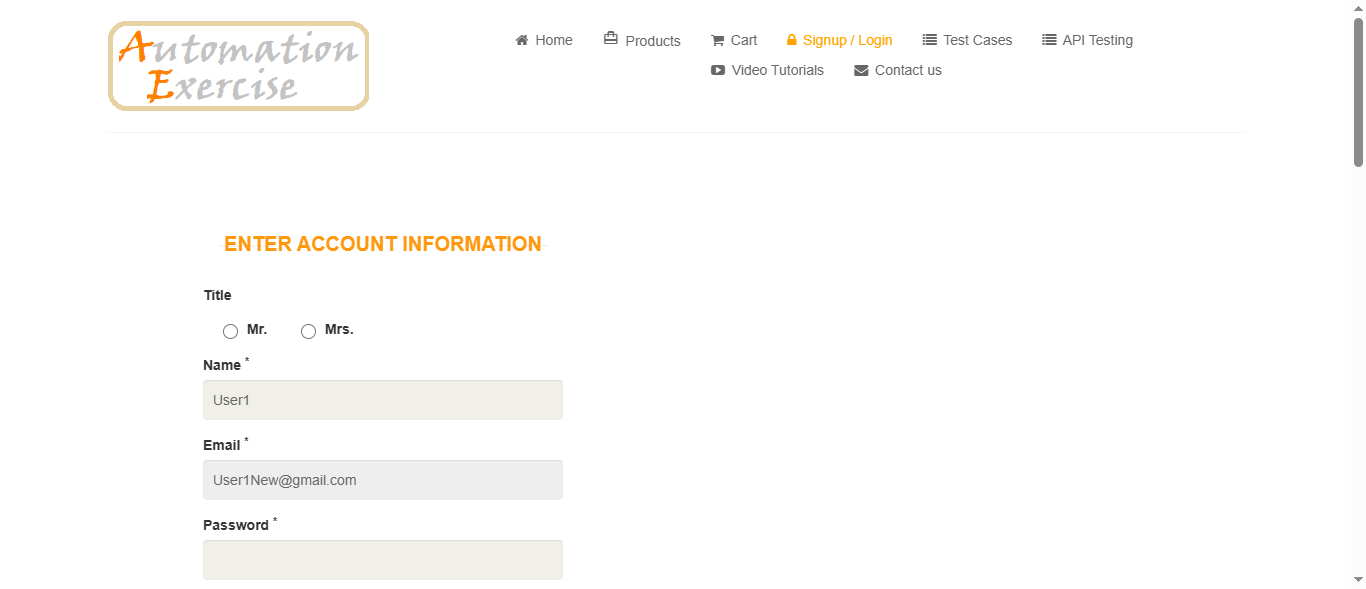 Automation
Exercise
Home Products Cart Signup / Login Test Cases API Testing
Video Tutorials Contact us
ENTER ACCOUNT INFORMATION
Title
Mr. Mrs.
Name *
User1
Email *
User1New@gmail.com
Password *